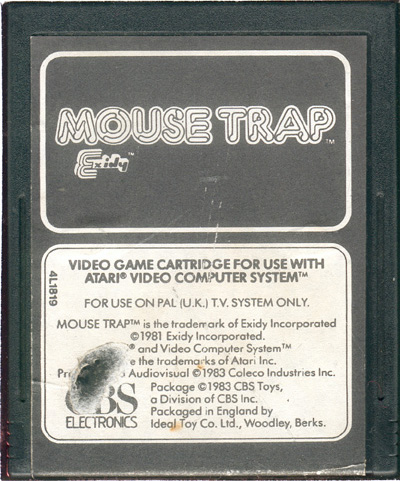 MOUSE TRAP™
Exidy™
VIDEO GAME CARTRIDGE FOR USE WITH
ATARI® VIDEO COMPUTER SYSTEM™
FOR USE ON PAL (U.K.) T.V. SYSTEM ONLY.
MOUSE TRAP™ is the trademark of Exidy Incorporated
©1981 Exidy Incorporated.
® and Video Computer System™
the trademarks of Atari Inc.
Audiovisual ©1983 Coleco Industries Inc.
Package ©1983 CBS Toys,
a Division of CBS Inc.
Packaged in England by
Ideal Toy Co. Ltd., Woodley, Berks.
CBS
ELECTRONICS
4L1819